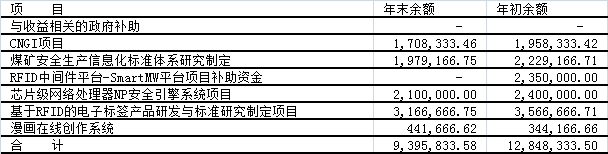 项　　目 年末余额 年初余额
与收益相关的政府补助 - -
CNGI项目 1,708,333.46 1,958,333.42
煤矿安全生产信息化标准体系研究制定 1,979,166.75 2,229,166.71
RFID中间件平台-SmartMW平台项目补助资金 - 2,350,000.00
芯片级网络处理器NP安全引擎系统项目 2,100,000.00 2,400,000.00
基于RFID的电子标签产品研发与标准研究制定项目 3,166,666.75 3,566,666.71
漫画在线创作系统 441,666.62 344,166.66
合　　计 9,395,833.58 12,848,333.50